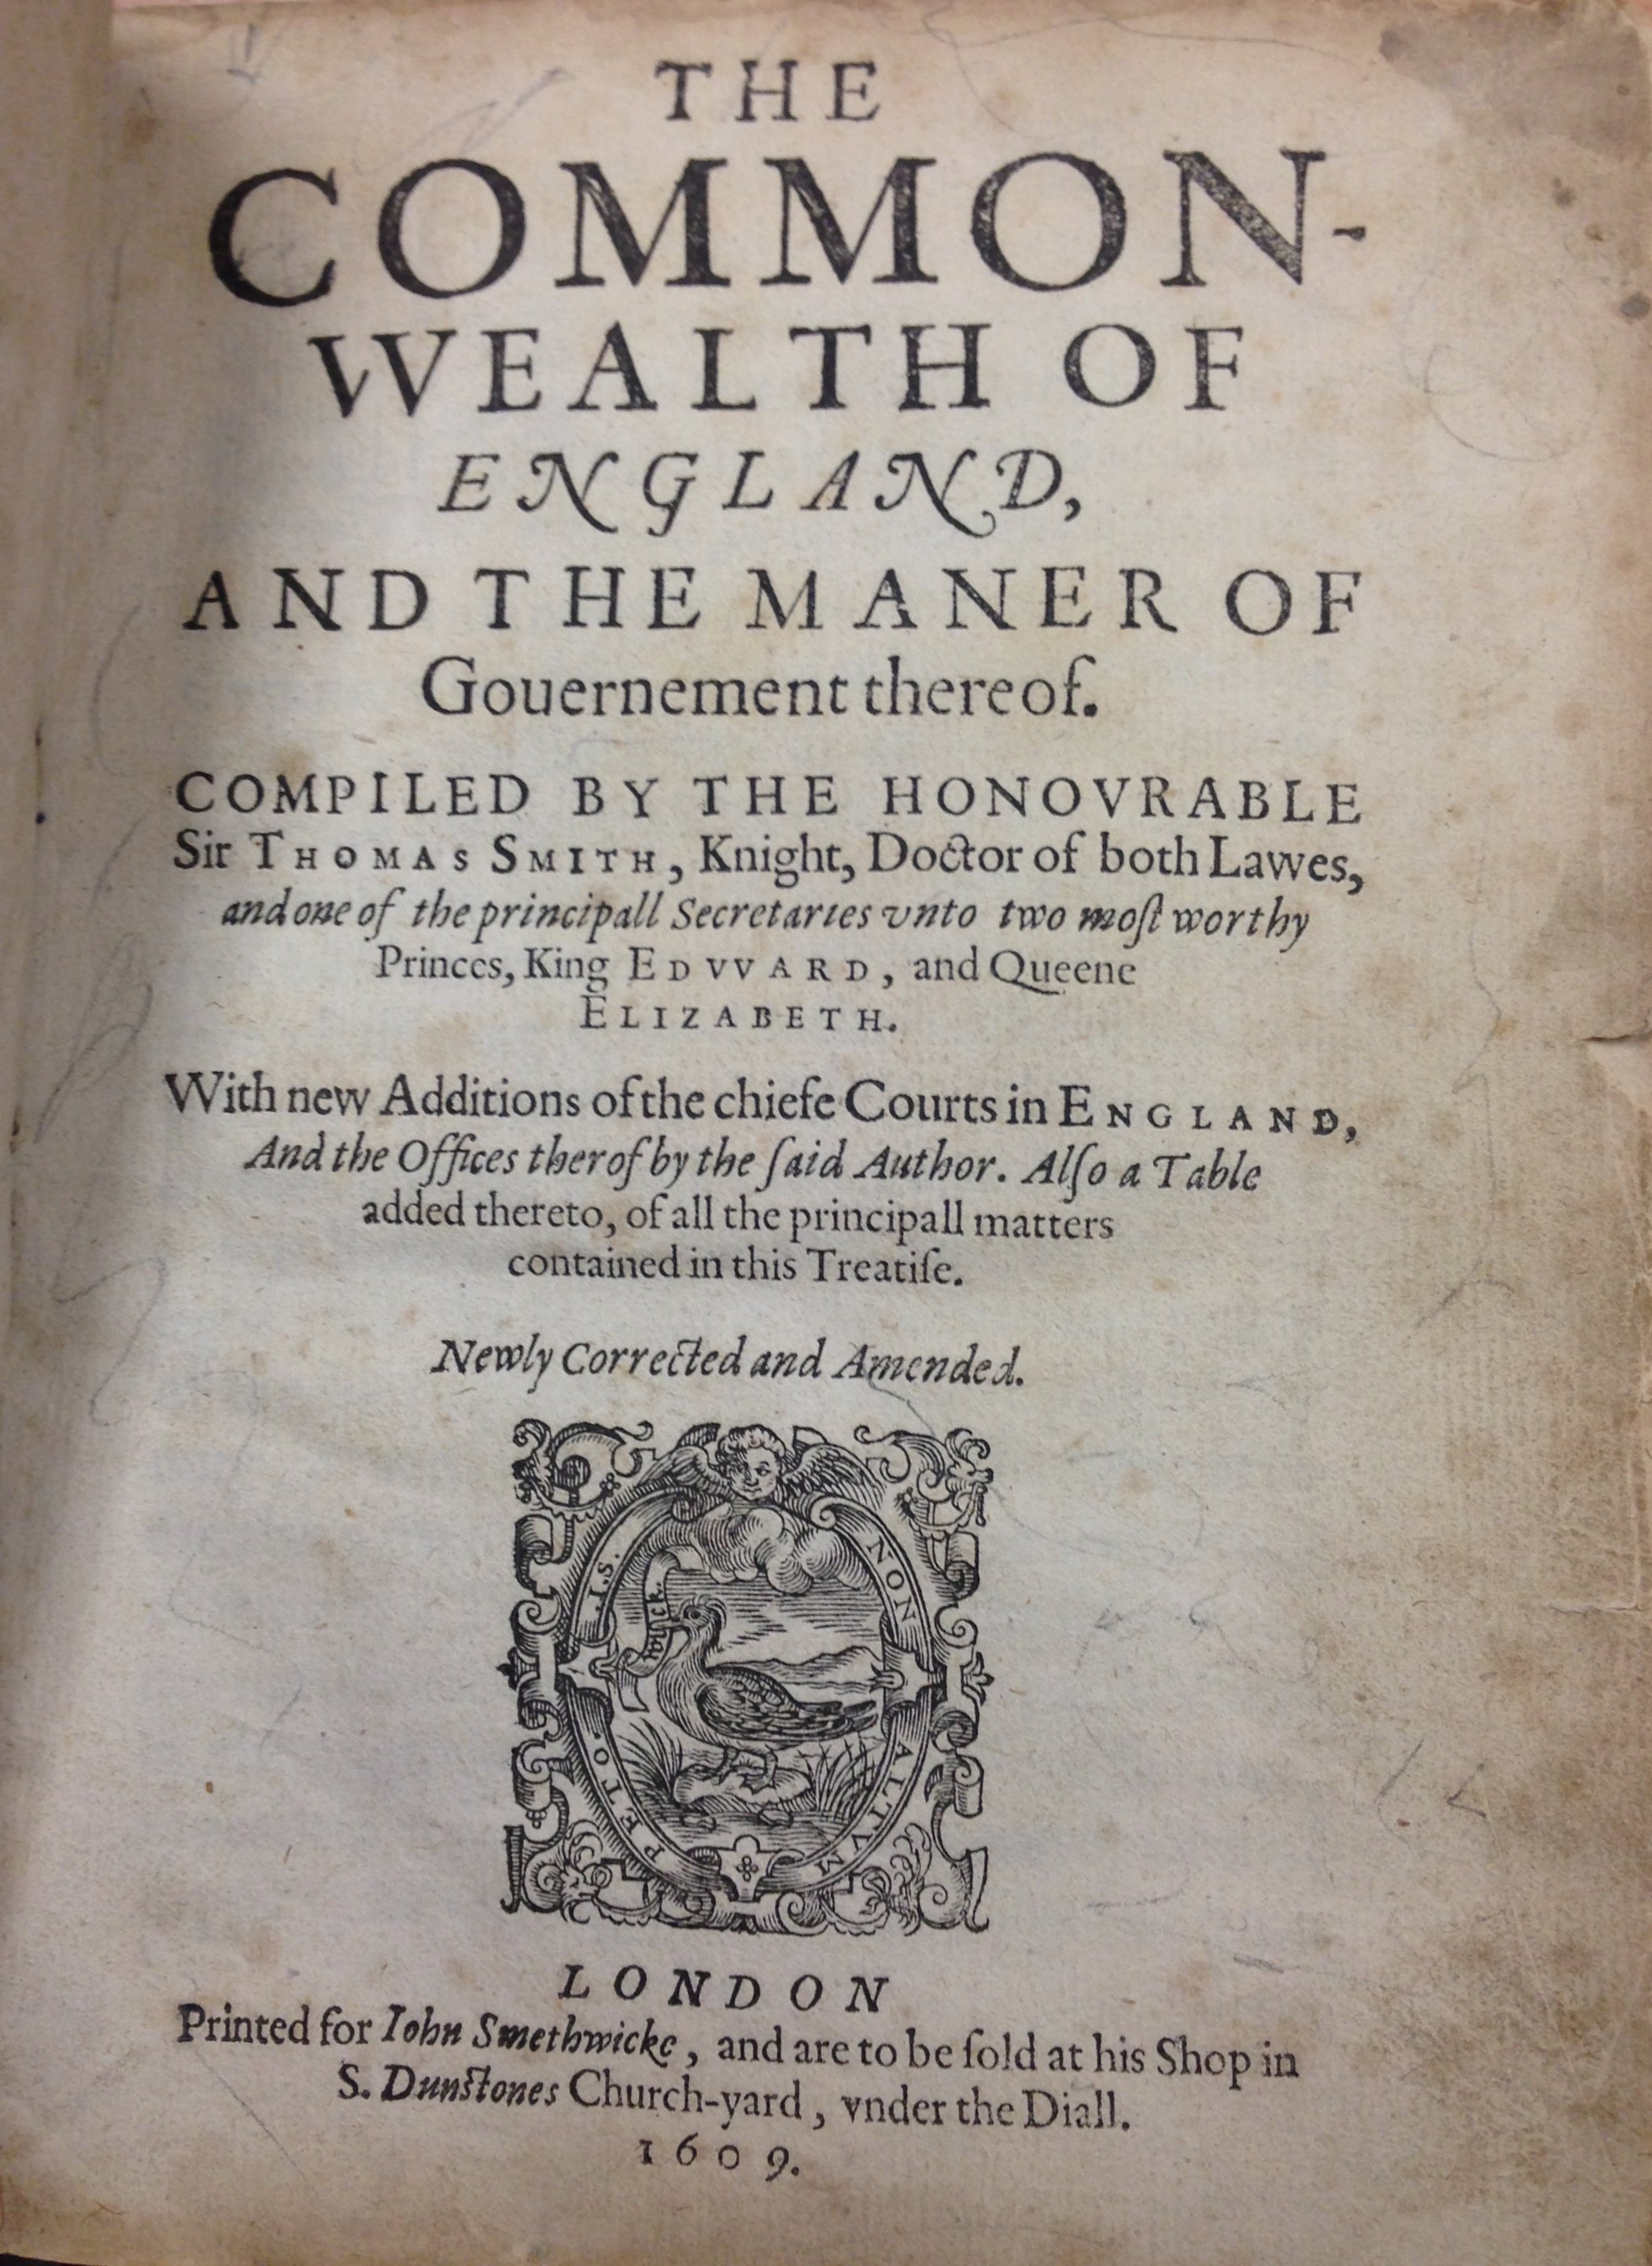 THE
COMMON-
WEALTH OF
ENGLAND,
AND THE MANER OF
Gouernement thereof.
COMPILED BY THE HONOVRABLE
Sir THOMAS SMITH, Knight, Doctor of both Lawes,
and one of the principall Secretaries vnto two moſt worthy
Princes, King EDVVARD, and Queene
ELIZABETH.
With new Additions of the chiefe Courts in ENGLAND,
And the Offices therof by the ſaid Author. Alſo a Table
added thereto, of all the principall matters
contained in this Treatiſe.
Newly Corrected and Amended.
I.S.
NON
WICK.
PETO.
ALTVM
LONDON
Printed for Iohn Smethwicke, and are to be ſold at his Shop in
S. Dunſtones Church-yard, vnder the Diall.
1609.